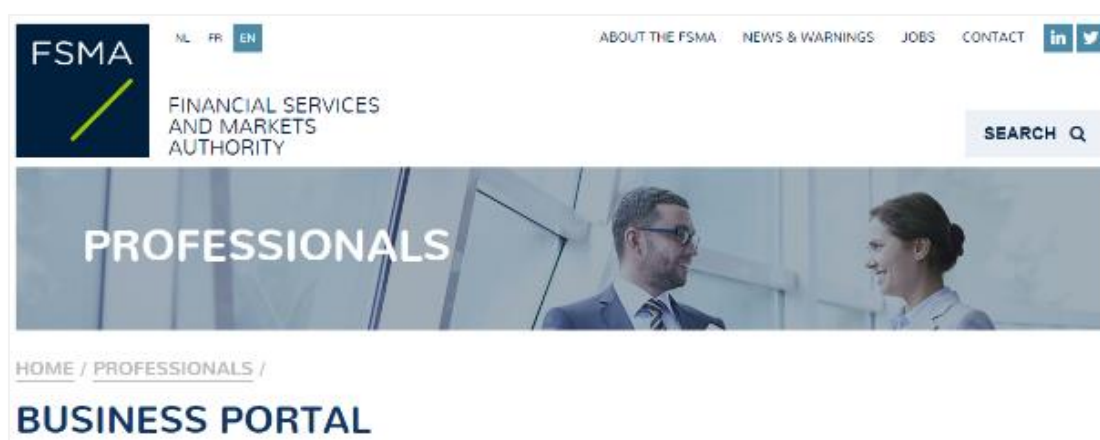 FSMA
NL FR EN
ABOUT THE FSMA NEWS & WARNINGS JOBS CONTACT in
FINANCIAL SERVICES
AND MARKETS
AUTHORITY
SEARCH
PROFESSIONALS
HOME / PROFESSIONALS /
BUSINESS PORTAL